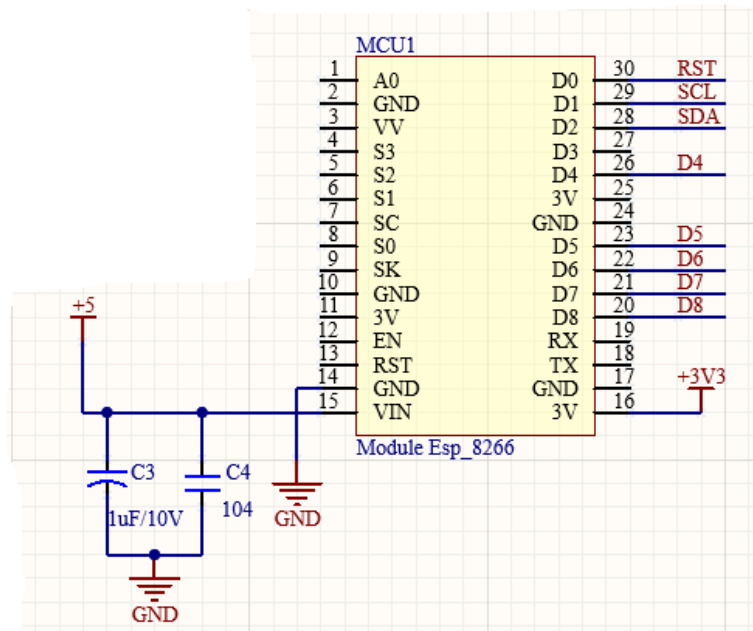 MCU1
1 A0 D0 30 RST
2 GND D1 29 SCL
3 VV D2 28 SDA
4 S3 D3 27
5 S2 D4 26 D4
6 S1 3V 25
7 SC GND 24
8 S0 D5 23 D5
9 SK D6 22 D6
10 GND D7 21 D7
11 3V D8 20 D8
12 EN RX 19
13 RST TX 18
14 GND GND 17
15 VIN 3V 16
+5
+3V3
Module Esp_8266
C3
1uF/10V
C4
104
GND
GND